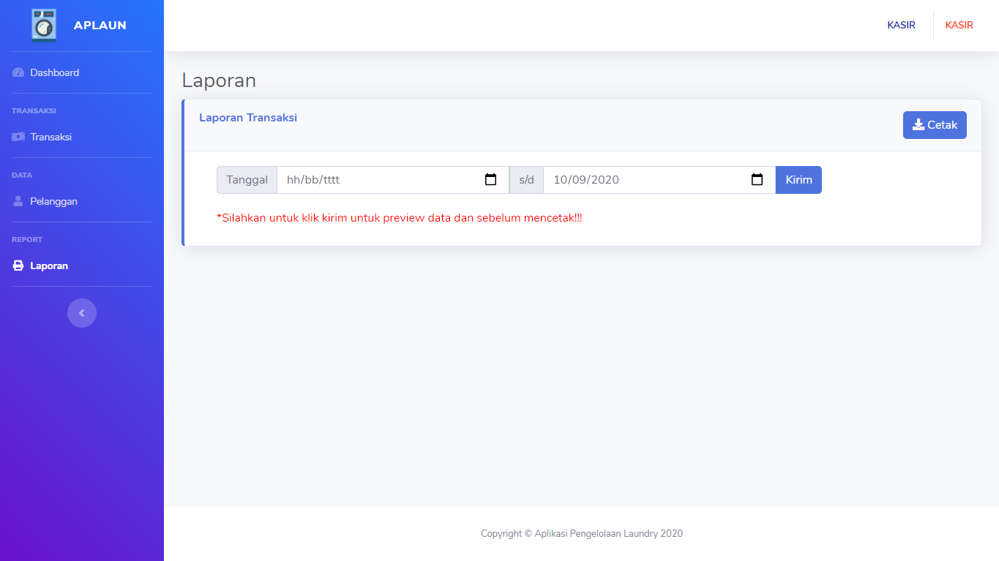 APLAUN
KASIR KASIR
Dashboard
TRANSAKSI
Transaksi
DATA
Pelanggan
REPORT
Laporan
Laporan
Laporan Transaksi
Cetak
Tanggal hh/bb/tttt s/d 10/09/2020 Kirim
*Silahkan untuk klik kirim untuk preview data dan sebelum mencetak!!!
Copyright © Aplikasi Pengelolaan Laundry 2020